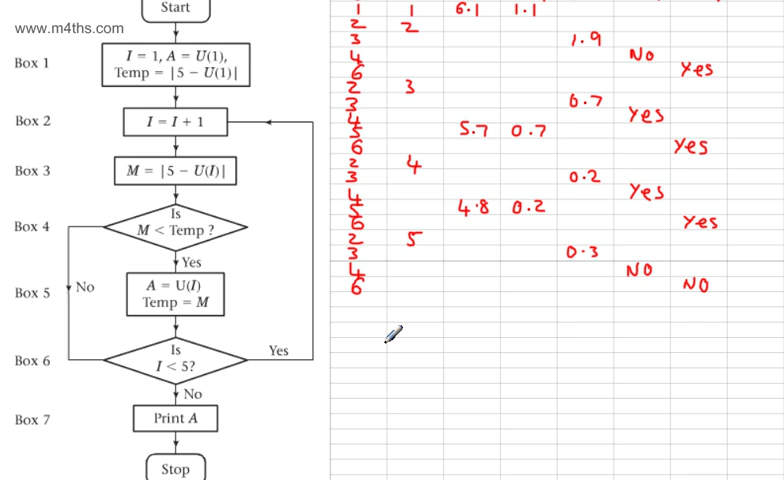 Start
www.m4ths.com
Box 1
I = 1, A = U(1),
Temp = |5 − U(1)|
Box 2
I = I + 1
Box 3
M = |5 − U(I)|
Box 4
Is
M < Temp ?
Yes
No
Box 5
A = U(I)
Temp = M
Box 6
Is
I < 5?
Yes
No
Box 7
Print A
Stop
1 1 6.1 1.1
2 2
3 1.9
4 NO
6 Yes
2 3
3 0.7
4 Yes
5 5.7 0.7
6 Yes
2 4
3 0.2
4 Yes
5 4.8 0.2
6 Yes
2 5
3 0.3
4 NO
6 NO